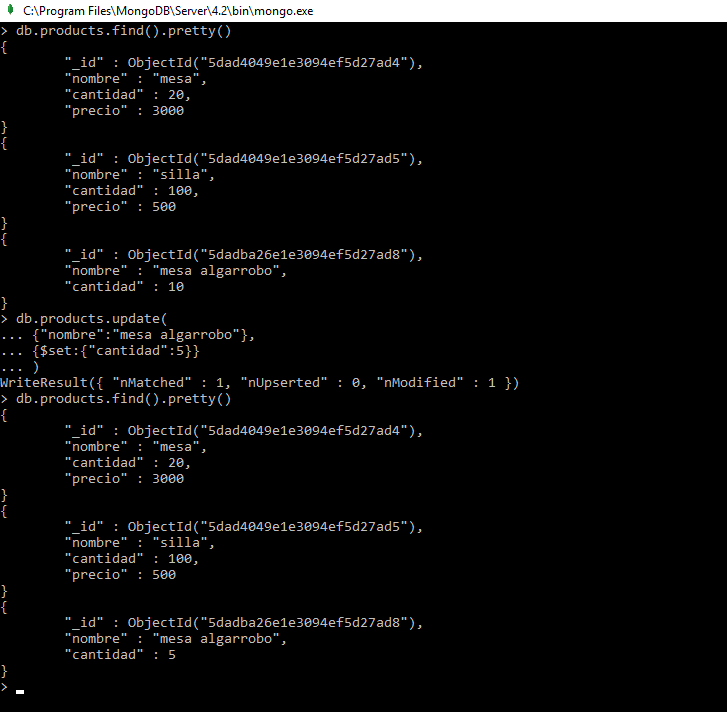 C:\Program Files\MongoDB\Server\4.2\bin\mongo.exe
> db.products.find().pretty()
{
        "_id" : ObjectId("5dad4049e1e3094ef5d27ad4"),
        "nombre" : "mesa",
        "cantidad" : 20,
        "precio" : 3000
}
{
        "_id" : ObjectId("5dad4049e1e3094ef5d27ad5"),
        "nombre" : "silla",
        "cantidad" : 100,
        "precio" : 500
}
{
        "_id" : ObjectId("5dadba26e1e3094ef5d27ad8"),
        "nombre" : "mesa algarrobo",
        "cantidad" : 10
}
> db.products.update(
... {"nombre":"mesa algarrobo"},
... {$set:{"cantidad":5}}
... )
WriteResult({ "nMatched" : 1, "nUpserted" : 0, "nModified" : 1 })
> db.products.find().pretty()
{
        "_id" : ObjectId("5dad4049e1e3094ef5d27ad4"),
        "nombre" : "mesa",
        "cantidad" : 20,
        "precio" : 3000
}
{
        "_id" : ObjectId("5dad4049e1e3094ef5d27ad5"),
        "nombre" : "silla",
        "cantidad" : 100,
        "precio" : 500
}
{
        "_id" : ObjectId("5dadba26e1e3094ef5d27ad8"),
        "nombre" : "mesa algarrobo",
        "cantidad" : 5
}
>